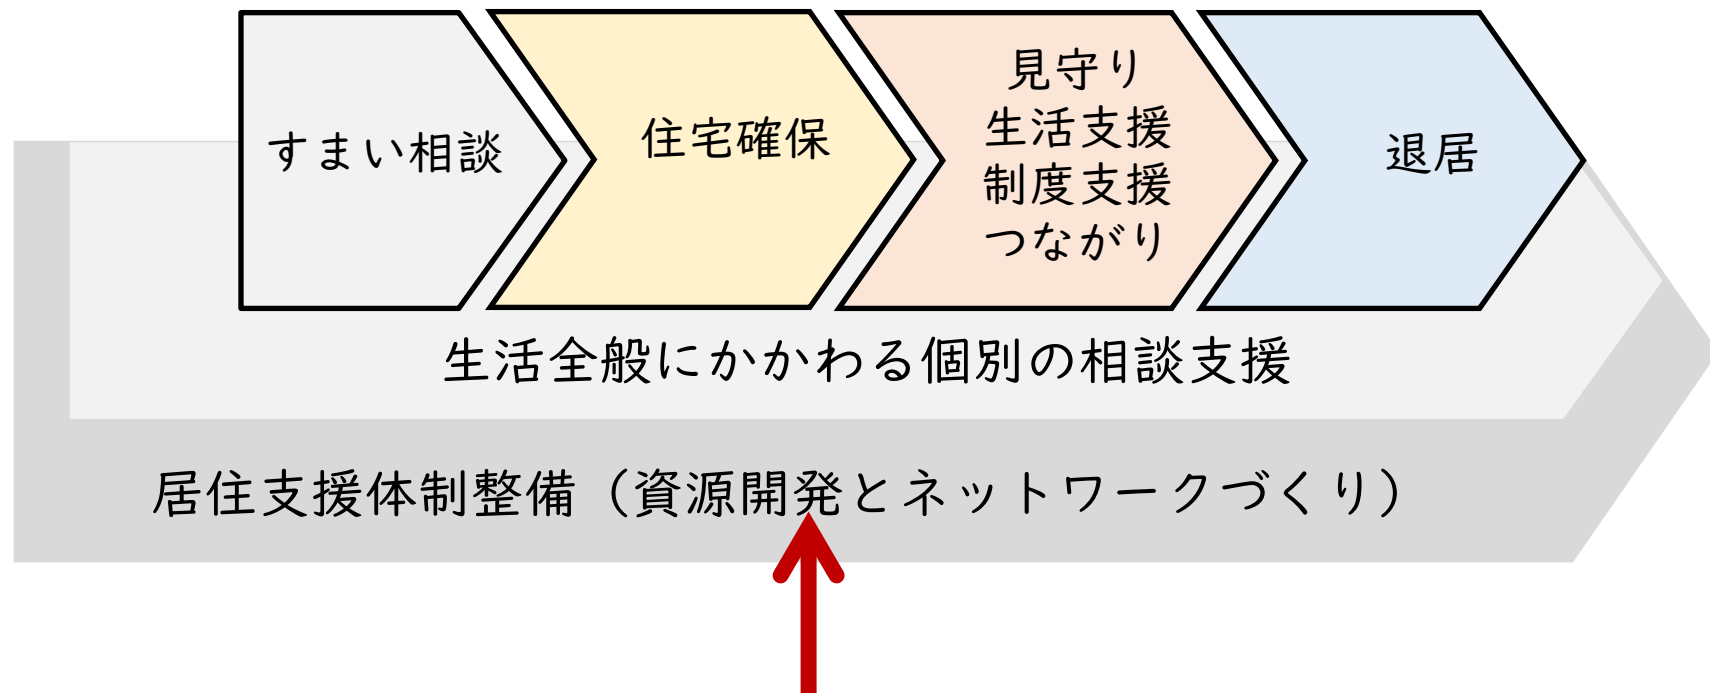 すまい相談
住宅確保
見守り
生活支援
制度支援
つながり
退居
生活全般にかかわる個別の相談支援
居住支援体制整備（資源開発とネットワークづくり）